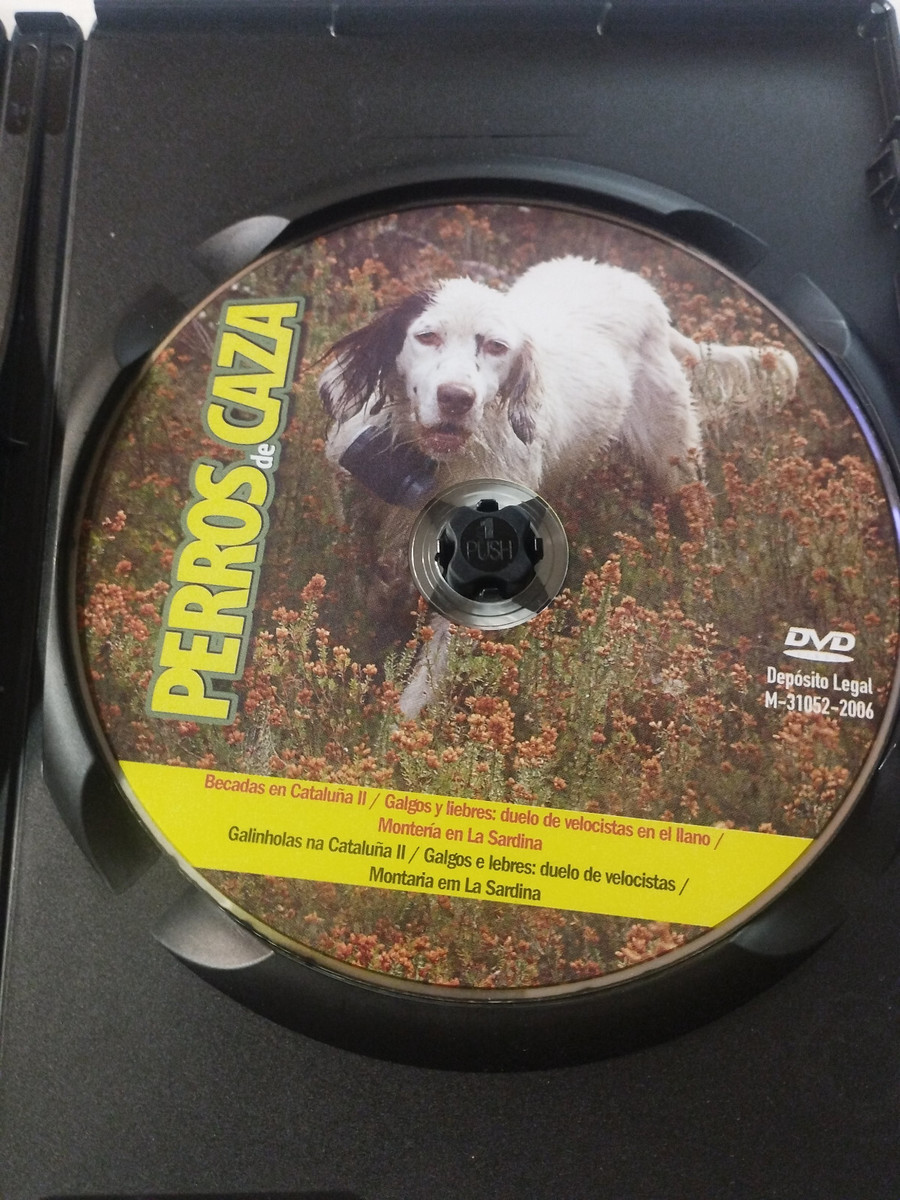 PERROS de CAZA
1
PUSH
DVD
Depósito Legal
M-31052-2006
Becadas en Cataluña II / Galgos y liebres: duelo de velocistas en el llano /
Montería en La Sardina
Galinholas na Cataluña II / Galgos e lebres: duelo de velocistas /
Montaria em La Sardina